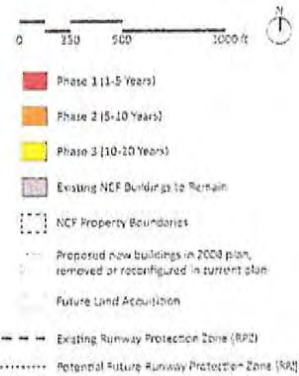 N
0 250 500 1000 ft
Phase 1 (1-5 Years)
Phase 2 (5-10 Years)
Phase 3 (10-20 Years)
Existing NCF Buildings to Remain
NCF Property Boundaries
Proposed new buildings in 2008 plan,
removed or reconfigured in current plan
Future Land Acquisition
Existing Runway Protection Zone (RPZ)
Potential Future Runway Protection Zone (RPZ)